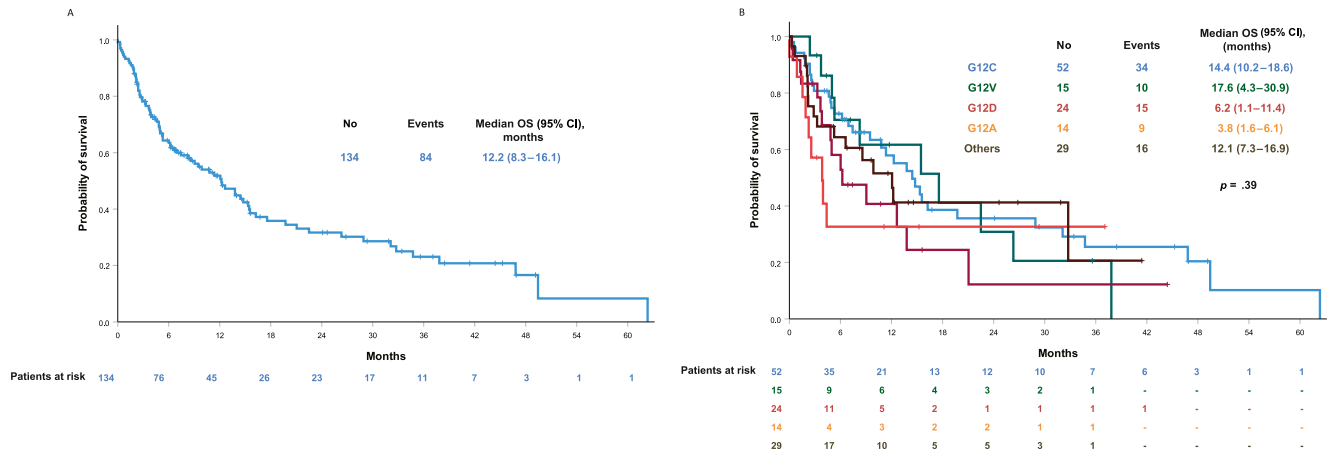 A
1.0
0.8
0.6
0.4
0.2
0.0
Probability of survival
No Events Median OS (95% CI), months
134 84 12.2 (8.3–16.1)
0 6 12 18 24 30 36 42 48 54 60
Months
Patients at risk 134 76 45 26 23 17 11 7 3 1 1
B
1.0
0.8
0.6
0.4
0.2
0.0
Probability of survival
No Events Median OS (95% CI), (months)
G12C 52 34 14.4 (10.2–18.6)
G12V 15 10 17.6 (4.3–30.9)
G12D 24 15 6.2 (1.1–11.4)
G12A 14 9 3.8 (1.6–6.1)
Others 29 16 12.1 (7.3–16.9)
p = .39
0 6 12 18 24 30 36 42 48 54 60
Months
Patients at risk 52 35 21 13 12 10 7 6 3 1 1
15 9 6 4 3 2 1 - - - -
24 11 5 2 1 1 1 1 - - -
14 4 3 2 2 1 1 - - - -
29 17 10 5 5 3 1 - - - -